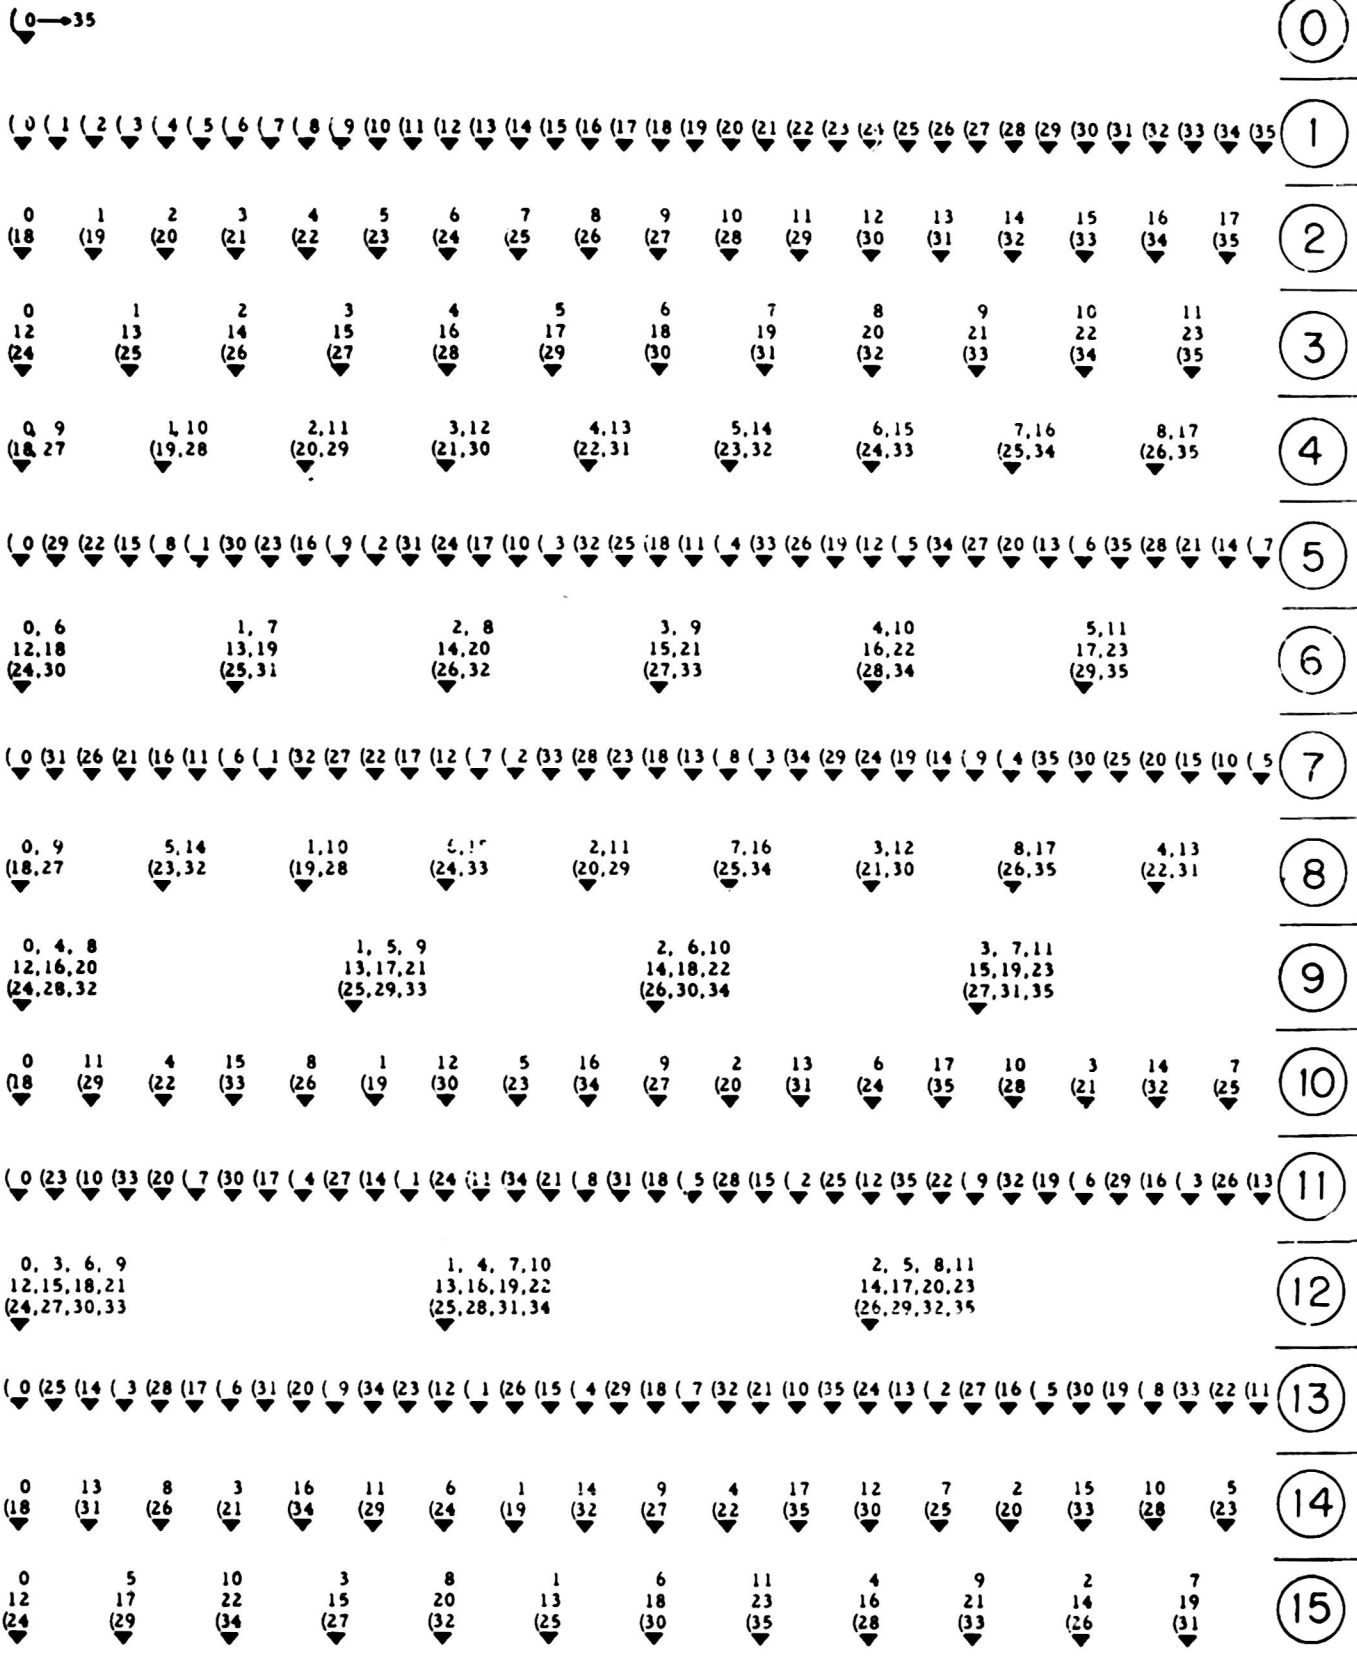 (0→35 0
(0 (1 (2 (3 (4 (5 (6 (7 (8 (9 (10 (11 (12 (13 (14 (15 (16 (17 (18 (19 (20 (21 (22 (23 (24 (25 (26 (27 (28 (29 (30 (31 (32 (33 (34 (35 1
0 1 2 3 4 5 6 7 8 9 10 11 12 13 14 15 16 17
(18 (19 (20 (21 (22 (23 (24 (25 (26 (27 (28 (29 (30 (31 (32 (33 (34 (35 2
0 1 2 3 4 5 6 7 8 9 10 11
12 13 14 15 16 17 18 19 20 21 22 23 3
(24 (25 (26 (27 (28 (29 (30 (31 (32 (33 (34 (35
0, 9 1,10 2,11 3,12 4,13 5,14 6,15 7,16 8,17
(18,27 (19,28 (20,29 (21,30 (22,31 (23,32 (24,33 (25,34 (26,35 4
(0 (29 (22 (15 (8 (1 (30 (23 (16 (9 (2 (31 (24 (17 (10 (3 (32 (25 (18 (11 (4 (33 (26 (19 (12 (5 (34 (27 (20 (13 (6 (35 (28 (21 (14 (7 5
0, 6 1, 7 2, 8 3, 9 4,10 5,11
12,18 13,19 14,20 15,21 16,22 17,23 6
(24,30 (25,31 (26,32 (27,33 (28,34 (29,35
(0 (31 (26 (21 (16 (11 (6 (1 (32 (27 (22 (17 (12 (7 (2 (33 (28 (23 (18 (13 (8 (3 (34 (29 (24 (19 (14 (9 (4 (35 (30 (25 (20 (15 (10 (5 7
0, 9 5,14 1,10 2,11 7,16 3,12 8,17 4,13
(18,27 (23,32 (19,28 (24,33 (20,29 (25,34 (21,30 (26,35 (22,31 8
0, 4, 8 1, 5, 9 2, 6,10 3, 7,11
12,16,20 13,17,21 14,18,22 15,19,23 9
(24,28,32 (25,29,33 (26,30,34 (27,31,35
0 11 4 15 8 1 12 5 16 9 2 13 6 17 10 3 14 7
(18 (29 (22 (33 (26 (19 (30 (23 (34 (27 (20 (31 (24 (35 (28 (21 (32 (25 10
(0 (23 (10 (33 (20 (7 (30 (17 (4 (27 (14 (1 (24 (11 (34 (21 (8 (31 (18 (5 (28 (15 (2 (25 (12 (35 (22 (9 (32 (19 (6 (29 (16 (3 (26 (13 11
0, 3, 6, 9 1, 4, 7,10 2, 5, 8,11
12,15,18,21 13,16,19,22 14,17,20,23 12
(24,27,30,33 (25,28,31,34 (26,29,32,35
(0 (25 (14 (3 (28 (17 (6 (31 (20 (9 (34 (23 (12 (1 (26 (15 (4 (29 (18 (7 (32 (21 (10 (35 (24 (13 (2 (27 (16 (5 (30 (19 (8 (33 (22 (11 13
0 13 8 3 16 11 6 1 14 9 4 17 12 7 2 15 10 5
(18 (31 (26 (21 (34 (29 (24 (19 (32 (27 (22 (35 (30 (25 (20 (33 (28 (23 14
0 5 10 3 8 1 6 11 4 9 2 7
12 17 22 15 20 13 18 23 16 21 14 19 15
(24 (29 (34 (27 (32 (25 (30 (35 (28 (33 (26 (31